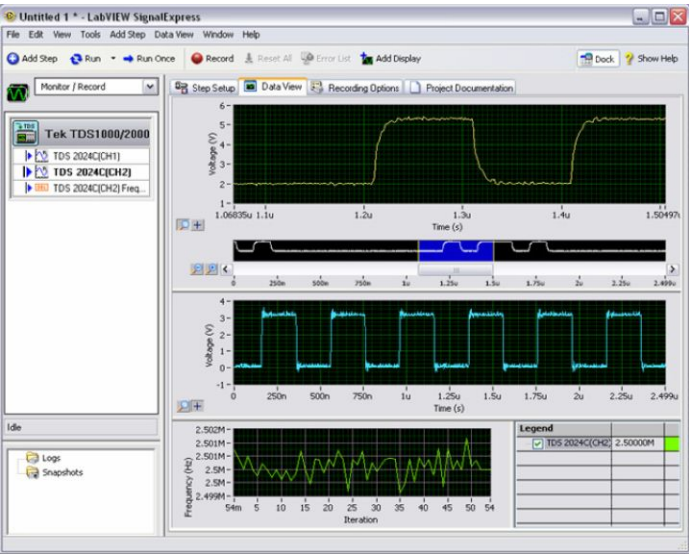 Untitled 1 * - LabVIEW SignalExpress
File Edit View Tools Add Step Data View Window Help
Add Step Run Run Once Record Reset All Error List Add Display Dock Show Help
Monitor / Record
Step Setup Data View Recording Options Project Documentation
Tek TDS1000/2000
TDS 2024C(CH1)
TDS 2024C(CH2)
TDS 2024C(CH2) Freq...
6
5
4
3
2
1
Voltage (V)
1.06835u 1.1u 1.2u 1.3u 1.4u 1.50497u
Time (s)
0 250n 500n 750n 1u 1.25u 1.5u 1.75u 2u 2.25u 2.499u
4
3
2
1
0
-1
Voltage (V)
0 250n 500n 750n 1u 1.25u 1.5u 1.75u 2u 2.25u 2.499u
Time (s)
Idle
Logs
Snapshots
2.502M
2.501M
2.501M
2.5M
2.5M
2.499M
Frequency (Hz)
54m 5 10 15 20 25 30 35 40 45 50 54
Iteration
Legend
TDS 2024C(CH2) 2.50000M